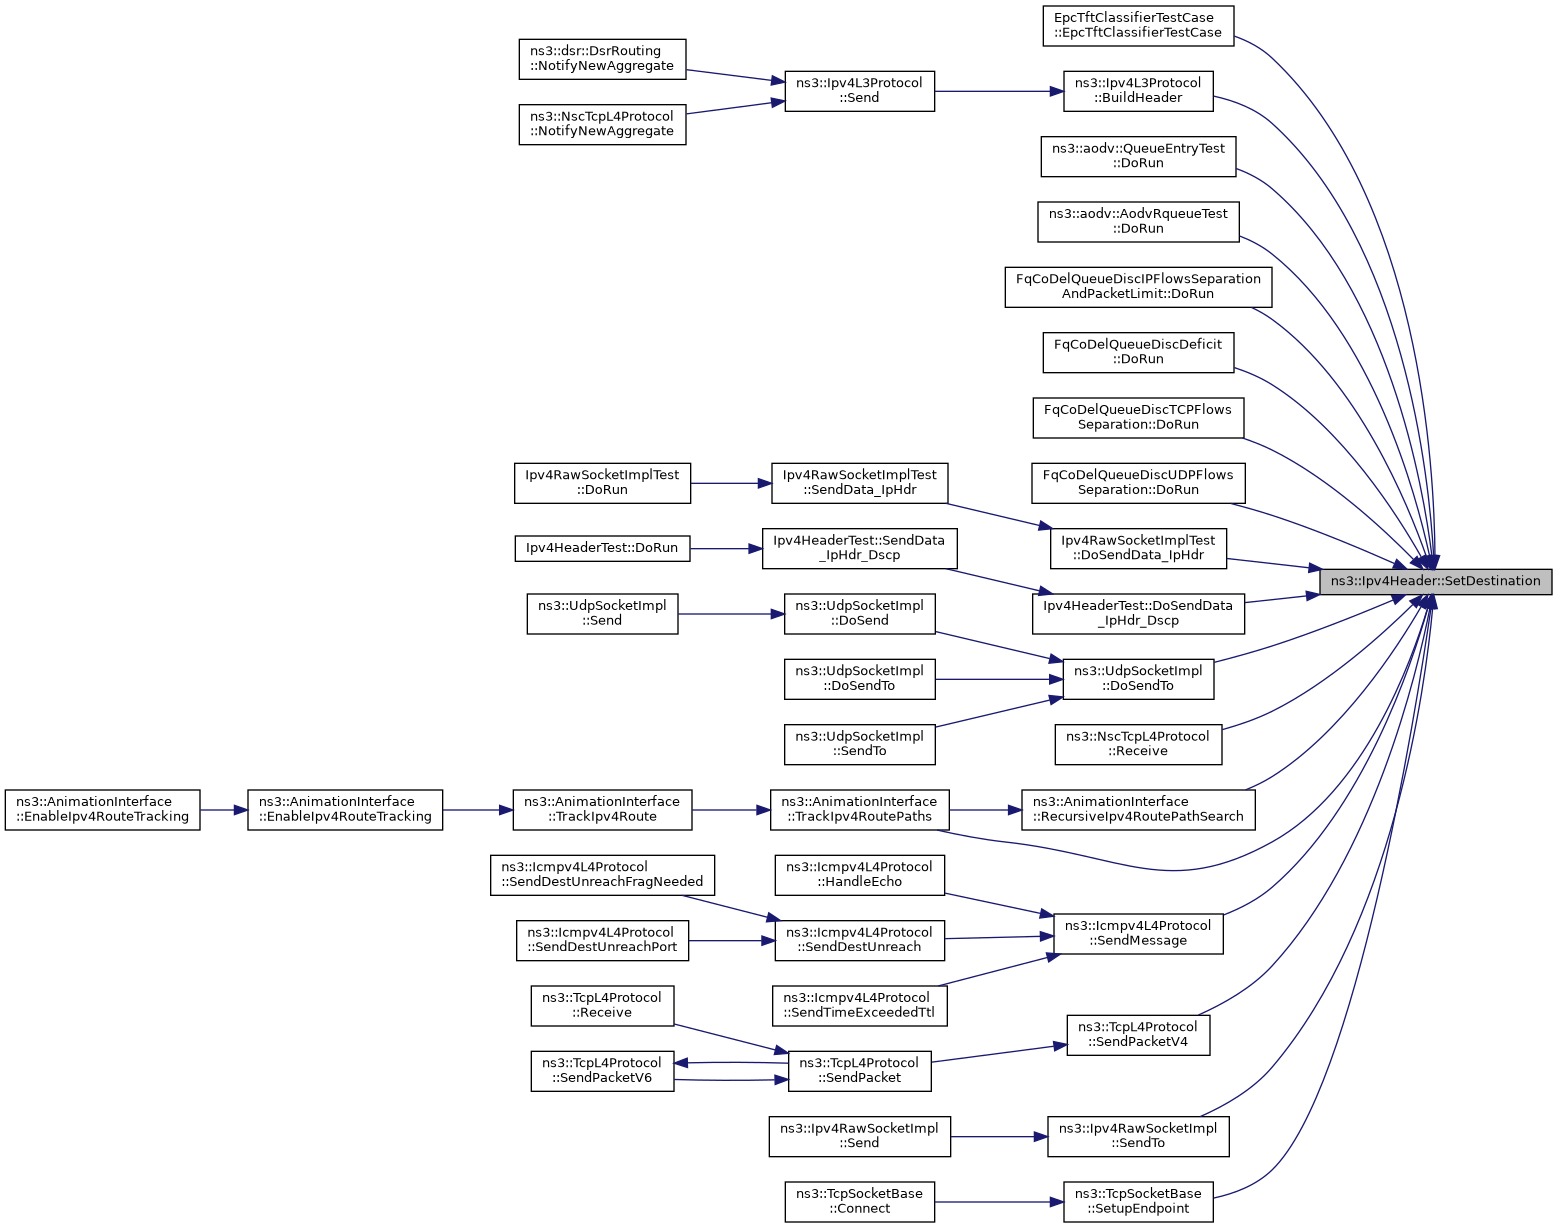 EpcTftClassifierTestCase
::EpcTftClassifierTestCase
ns3::dsr::DsrRouting
::NotifyNewAggregate
ns3::Ipv4L3Protocol
::Send
ns3::Ipv4L3Protocol
::BuildHeader
ns3::NscTcpL4Protocol
::NotifyNewAggregate
ns3::aodv::QueueEntryTest
::DoRun
ns3::aodv::AodvRqueueTest
::DoRun
FqCoDelQueueDiscIPFlowsSeparation
AndPacketLimit::DoRun
FqCoDelQueueDiscDeficit
::DoRun
FqCoDelQueueDiscTCPFlows
Separation::DoRun
Ipv4RawSocketImplTest
::DoRun
Ipv4RawSocketImplTest
::SendData_IpHdr
FqCoDelQueueDiscUDPFlows
Separation::DoRun
Ipv4HeaderTest::DoRun
Ipv4HeaderTest::SendData
_IpHdr_Dscp
Ipv4RawSocketImplTest
::DoSendData_IpHdr
ns3::Ipv4Header::SetDestination
ns3::UdpSocketImpl
::Send
ns3::UdpSocketImpl
::DoSend
Ipv4HeaderTest::DoSendData
_IpHdr_Dscp
ns3::UdpSocketImpl
::DoSendTo
ns3::UdpSocketImpl
::DoSendTo
ns3::UdpSocketImpl
::SendTo
ns3::NscTcpL4Protocol
::Receive
ns3::AnimationInterface
::EnableIpv4RouteTracking
ns3::AnimationInterface
::EnableIpv4RouteTracking
ns3::AnimationInterface
::TrackIpv4Route
ns3::AnimationInterface
::TrackIpv4RoutePaths
ns3::AnimationInterface
::RecursiveIpv4RoutePathSearch
ns3::Icmpv4L4Protocol
::SendDestUnreachFragNeeded
ns3::Icmpv4L4Protocol
::HandleEcho
ns3::Icmpv4L4Protocol
::SendDestUnreachPort
ns3::Icmpv4L4Protocol
::SendDestUnreach
ns3::Icmpv4L4Protocol
::SendMessage
ns3::TcpL4Protocol
::Receive
ns3::Icmpv4L4Protocol
::SendTimeExceededTtl
ns3::TcpL4Protocol
::SendPacketV4
ns3::TcpL4Protocol
::SendPacketV6
ns3::TcpL4Protocol
::SendPacket
ns3::Ipv4RawSocketImpl
::Send
ns3::Ipv4RawSocketImpl
::SendTo
ns3::TcpSocketBase
::Connect
ns3::TcpSocketBase
::SetupEndpoint